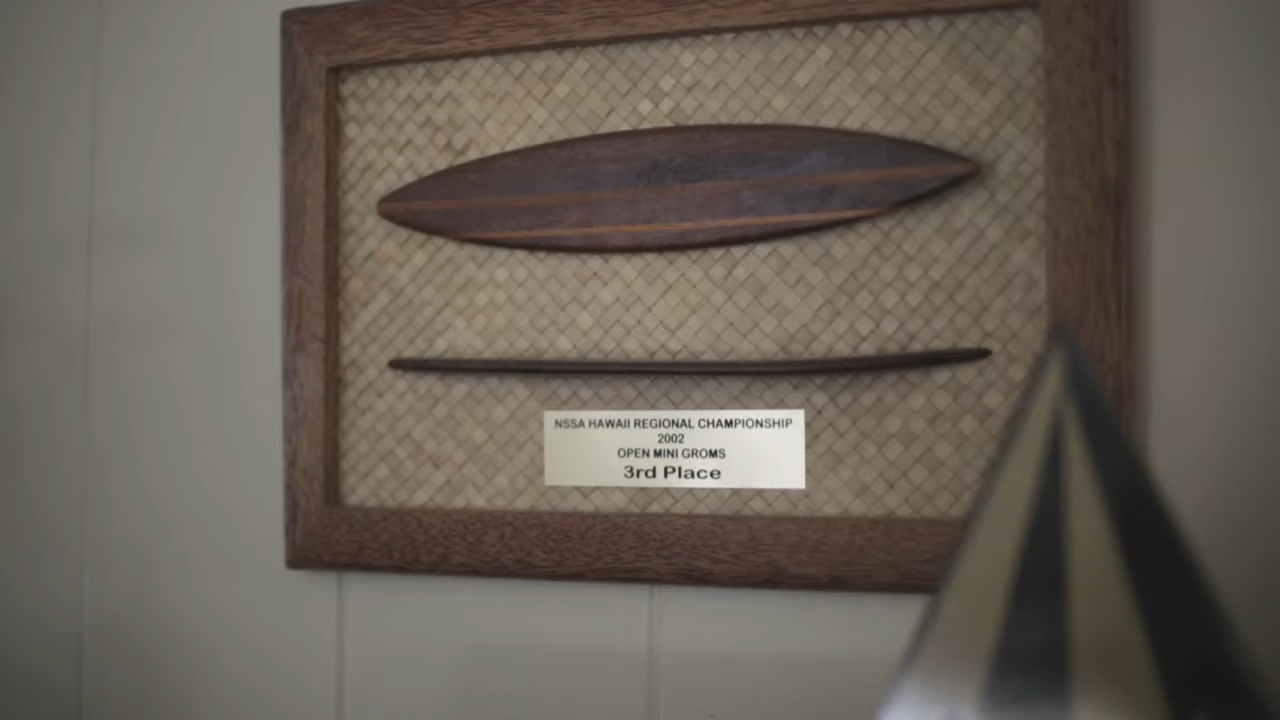 NSSA HAWAII REGIONAL CHAMPIONSHIP
2002
OPEN MINI GROMS
3rd Place